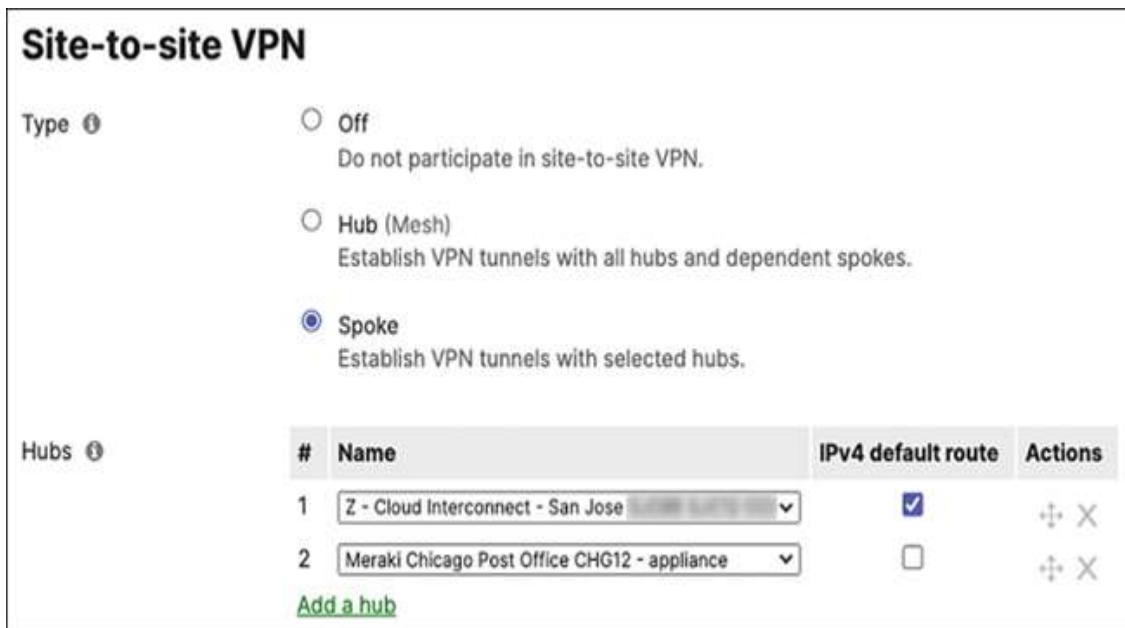 Site-to-site VPN
Type
Off
Do not participate in site-to-site VPN.
Hub (Mesh)
Establish VPN tunnels with all hubs and dependent spokes.
Spoke
Establish VPN tunnels with selected hubs.
Hubs
# Name IPv4 default route Actions
1 Z - Cloud Interconnect - San Jose
2 Meraki Chicago Post Office CHG12 - appliance
Add a hub